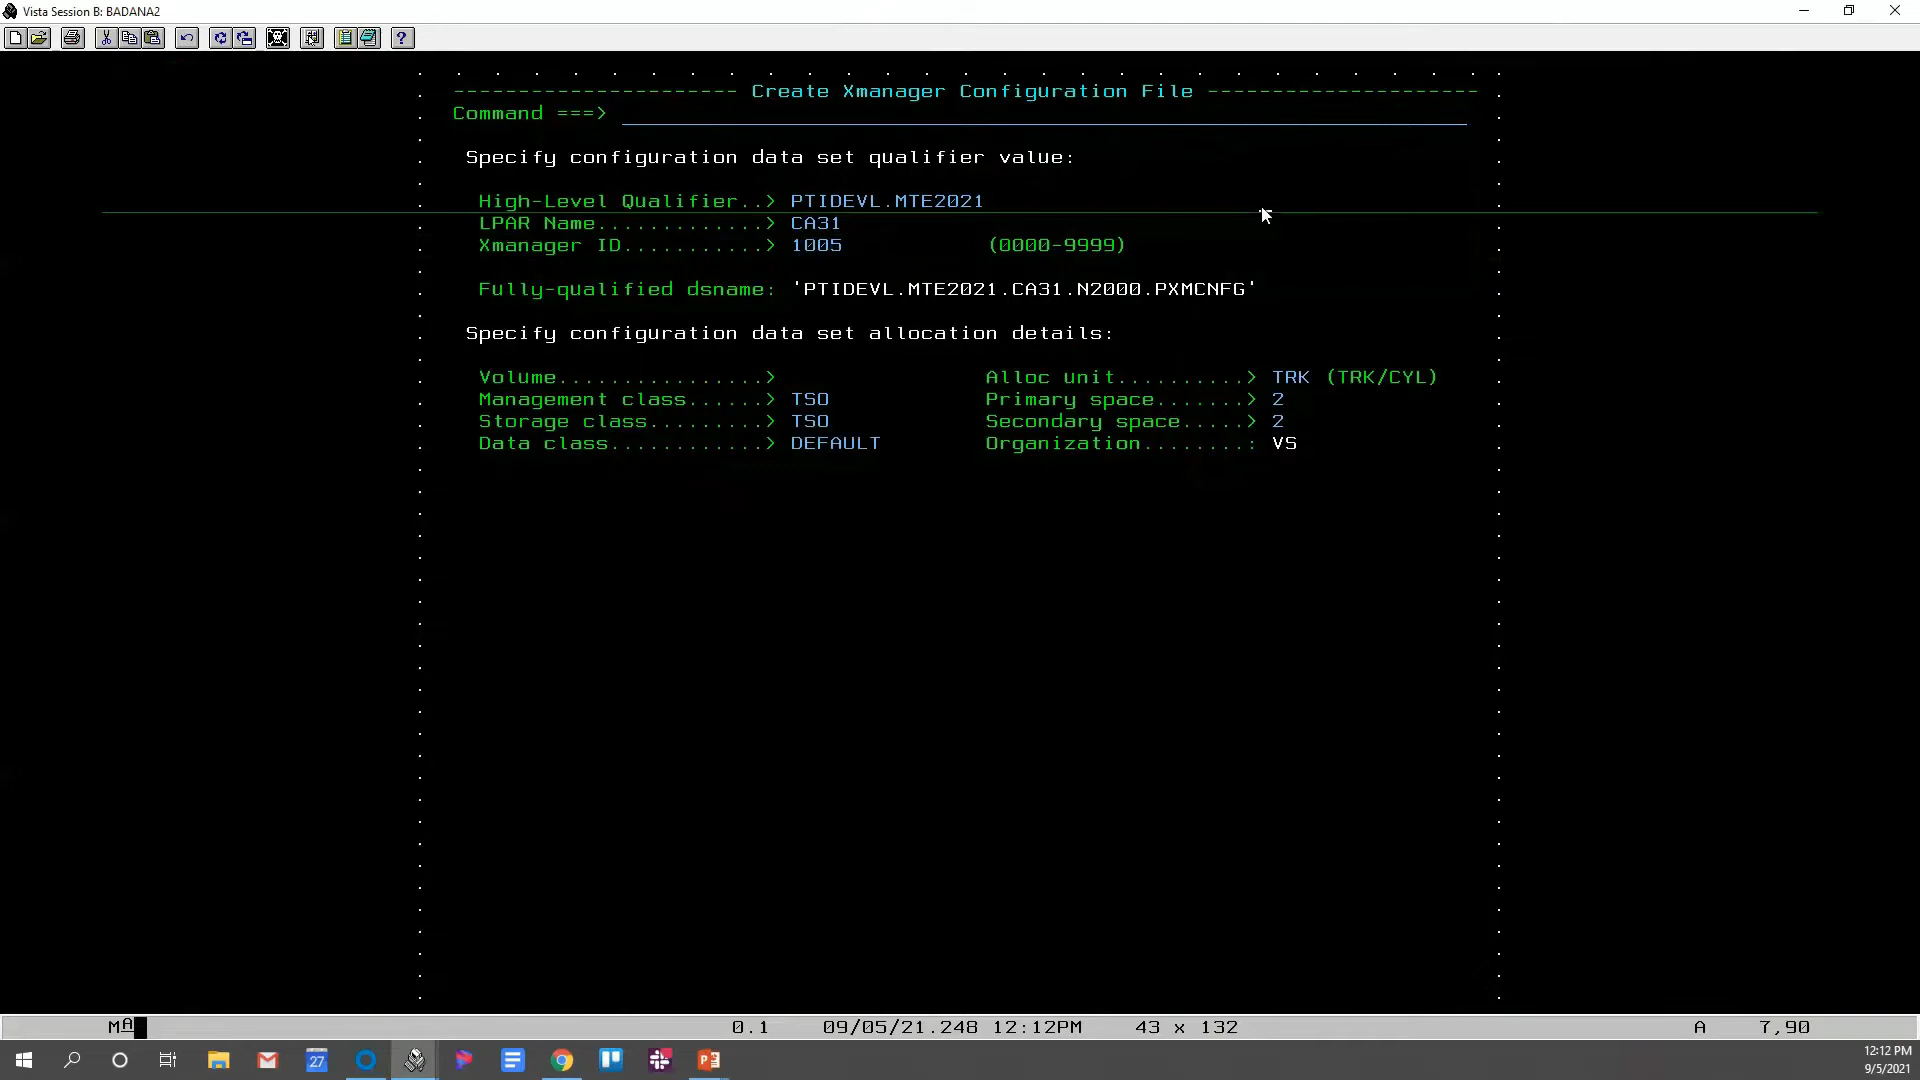 Vista Session B: BADANA2
---------------------- Create Xmanager Configuration File ---------------------
Command ===>
Specify configuration data set qualifier value:
High-Level Qualifier..> PTIDEVL.MTE2021
LPAR Name.............> CA31
Xmanager ID...........> 1005 (0000-9999)
Fully-qualified dsname: 'PTIDEVL.MTE2021.CA31.N2000.PXMCNFG'
Specify configuration data set allocation details:
Volume................> Alloc unit..........> TRK (TRK/CYL)
Management class......> TSO Primary space.......> 2
Storage class.........> TSO Secondary space.....> 2
Data class............> DEFAULT Organization........: VS
MA 0.1 09/05/21.248 12:12PM 43 x 132 A 7,90
27
12:12 PM
9/5/2021